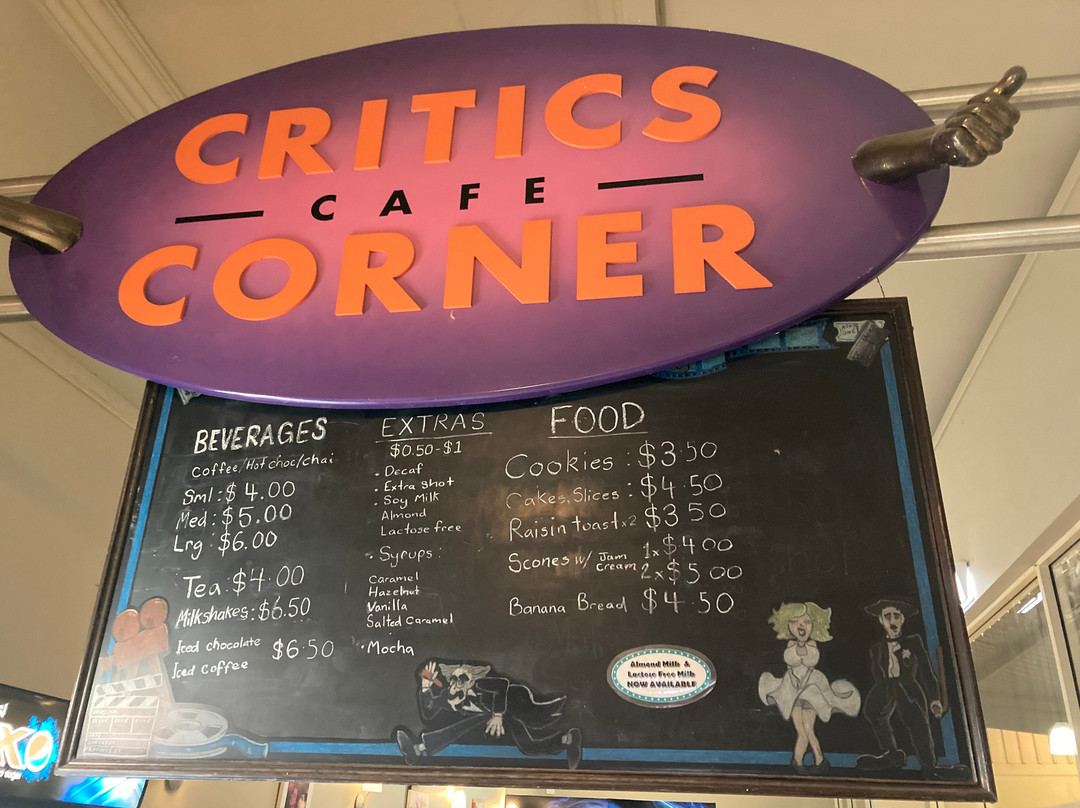 CRITICS
CAFE
CORNER
BEVERAGES
Coffee/Hot choc/chai
Sml: $4.00
Med: $5.00
Lrg: $6.00
Tea: $4.00
Milkshakes: $6.50
Iced chocolate
Iced coffee
$6.50
EXTRAS
$0.50-$1
• Decaf
• Extra shot
• Soy Milk
Almond
Lactose free
• Syrups:
Caramel
Hazelnut
Vanilla
Salted Caramel
• Mocha
FOOD
Cookies: $3.50
Cakes, Slices: $4.50
Raisin toast x2 $3.50
Scones w/ Jam Cream 1x $4.00
2x $5.00
Banana Bread $4.50
Almond Milk &
Lactose Free Milk
NOW AVAILABLE